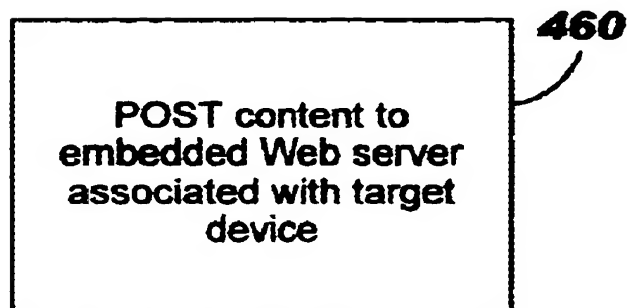 460
POST content to
embedded Web server
associated with target
device